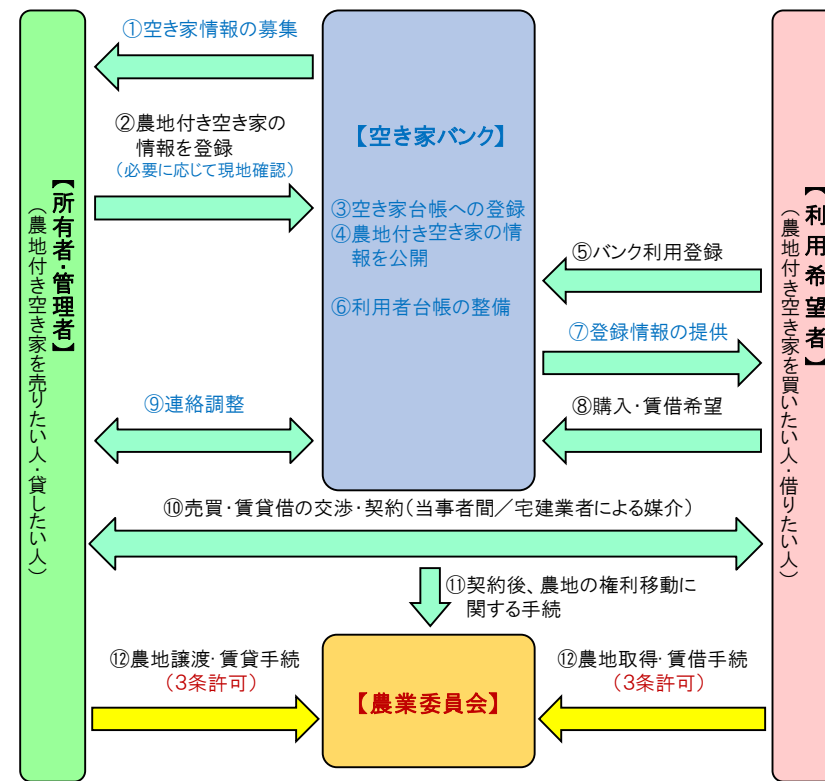 ①空き家情報の募集
②農地付き空き家の
情報を登録
（必要に応じて現地確認）
【所有者・管理者】
（農地付き空き家を売りたい人・貸したい人）
【空き家バンク】
③空き家台帳への登録
④農地付き空き家の情
報を公開
⑥利用者台帳の整備
⑤バンク利用登録
⑦登録情報の提供
⑧購入・賃借希望
【利用希望者】
（農地付き空き家を買いたい人・借りたい人）
⑨連絡調整
⑩売買・賃貸借の交渉・契約（当事者間／宅建業者による媒介）
⑪契約後、農地の権利移動に
関する手続
⑫農地譲渡・賃貸手続
（3条許可）
【農業委員会】
⑫農地取得・賃借手続
（3条許可）